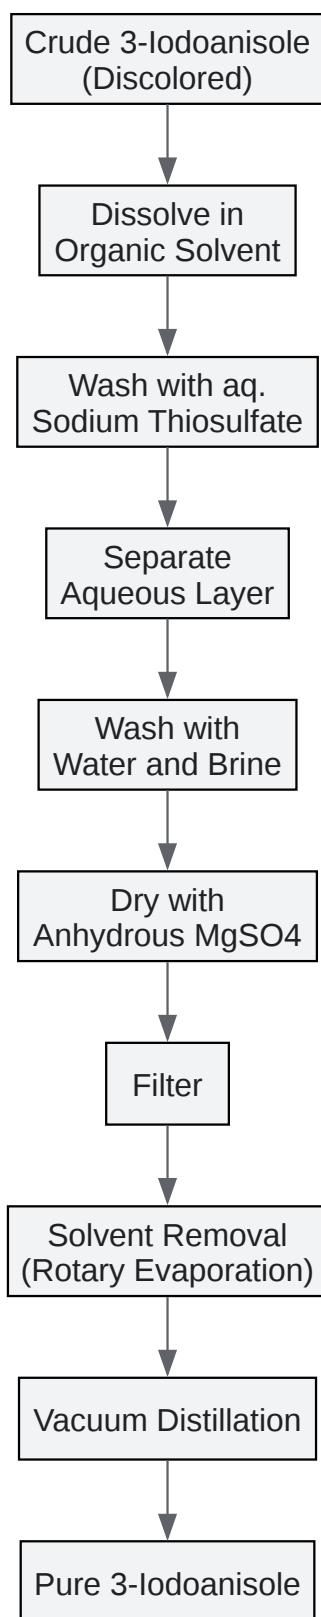 Crude 3-Iodoanisole
(Discolored)
Dissolve in
Organic Solvent
Wash with aq.
Sodium Thiosulfate
Separate
Aqueous Layer
Wash with
Water and Brine
Dry with
Anhydrous MgSO4
Filter
Solvent Removal
(Rotary Evaporation)
Vacuum Distillation
Pure 3-Iodoanisole